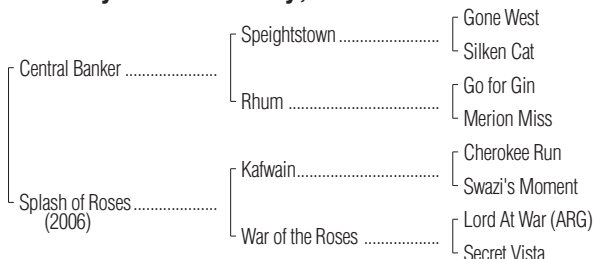 Gone West
Speightstown
Silken Cat
Central Banker
Go for Gin
Rhum
Merion Miss
Cherokee Run
Kafwain
Swazi's Moment
Splash of Roses
(2006)
Lord At War (ARG)
War of the Roses
Secret Vista